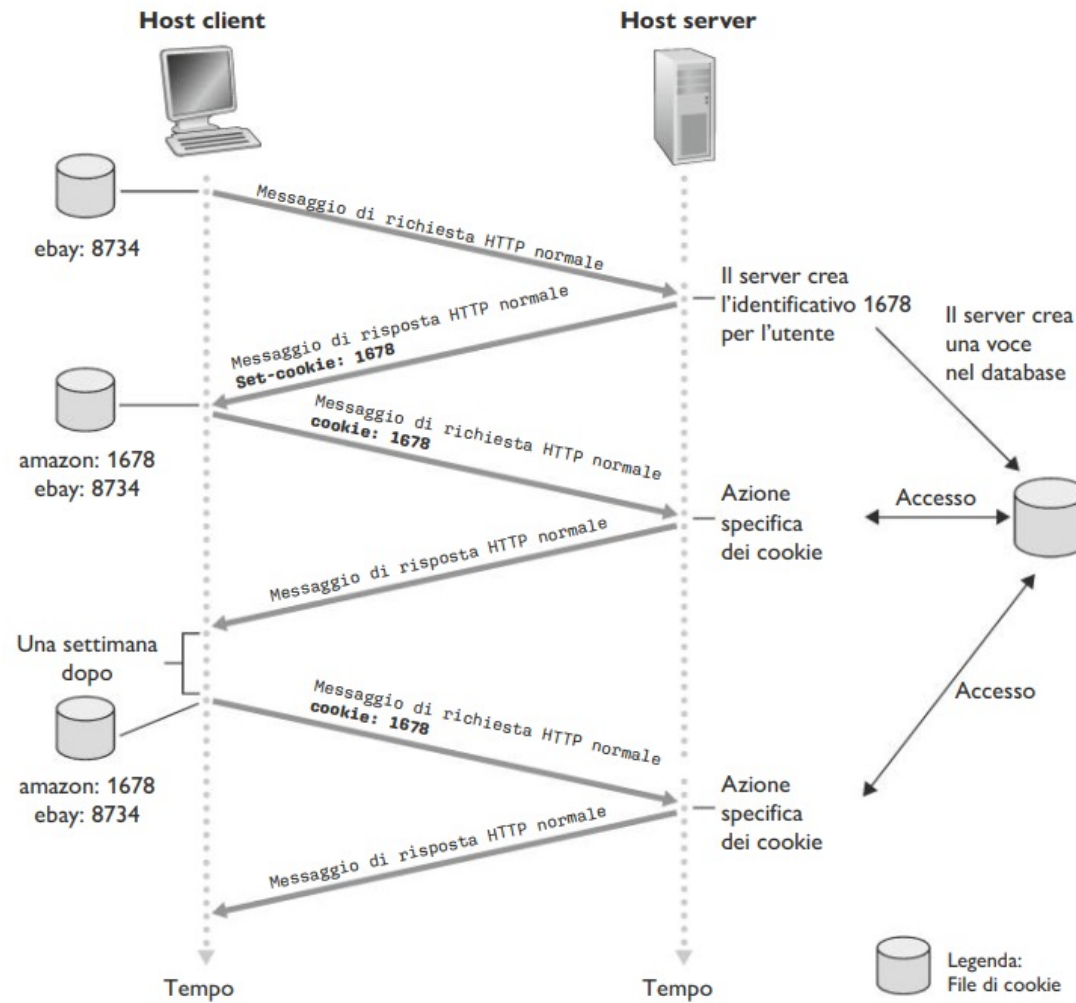 Host client
Host server
Messaggio di richiesta HTTP normale
ebay: 8734
Il server crea
l'identificativo 1678
per l'utente
Il server crea
una voce
nel database
Messaggio di risposta HTTP normale
Set-cookie: 1678
amazon: 1678
ebay: 8734
Messaggio di richiesta HTTP normale
cookie: 1678
Azione
specifica
dei cookie
Accesso
Messaggio di risposta HTTP normale
Una settimana
dopo
amazon: 1678
ebay: 8734
Messaggio di richiesta HTTP normale
cookie: 1678
Accesso
Azione
specifica
dei cookie
Messaggio di risposta HTTP normale
Tempo
Tempo
Legenda:
File di cookie